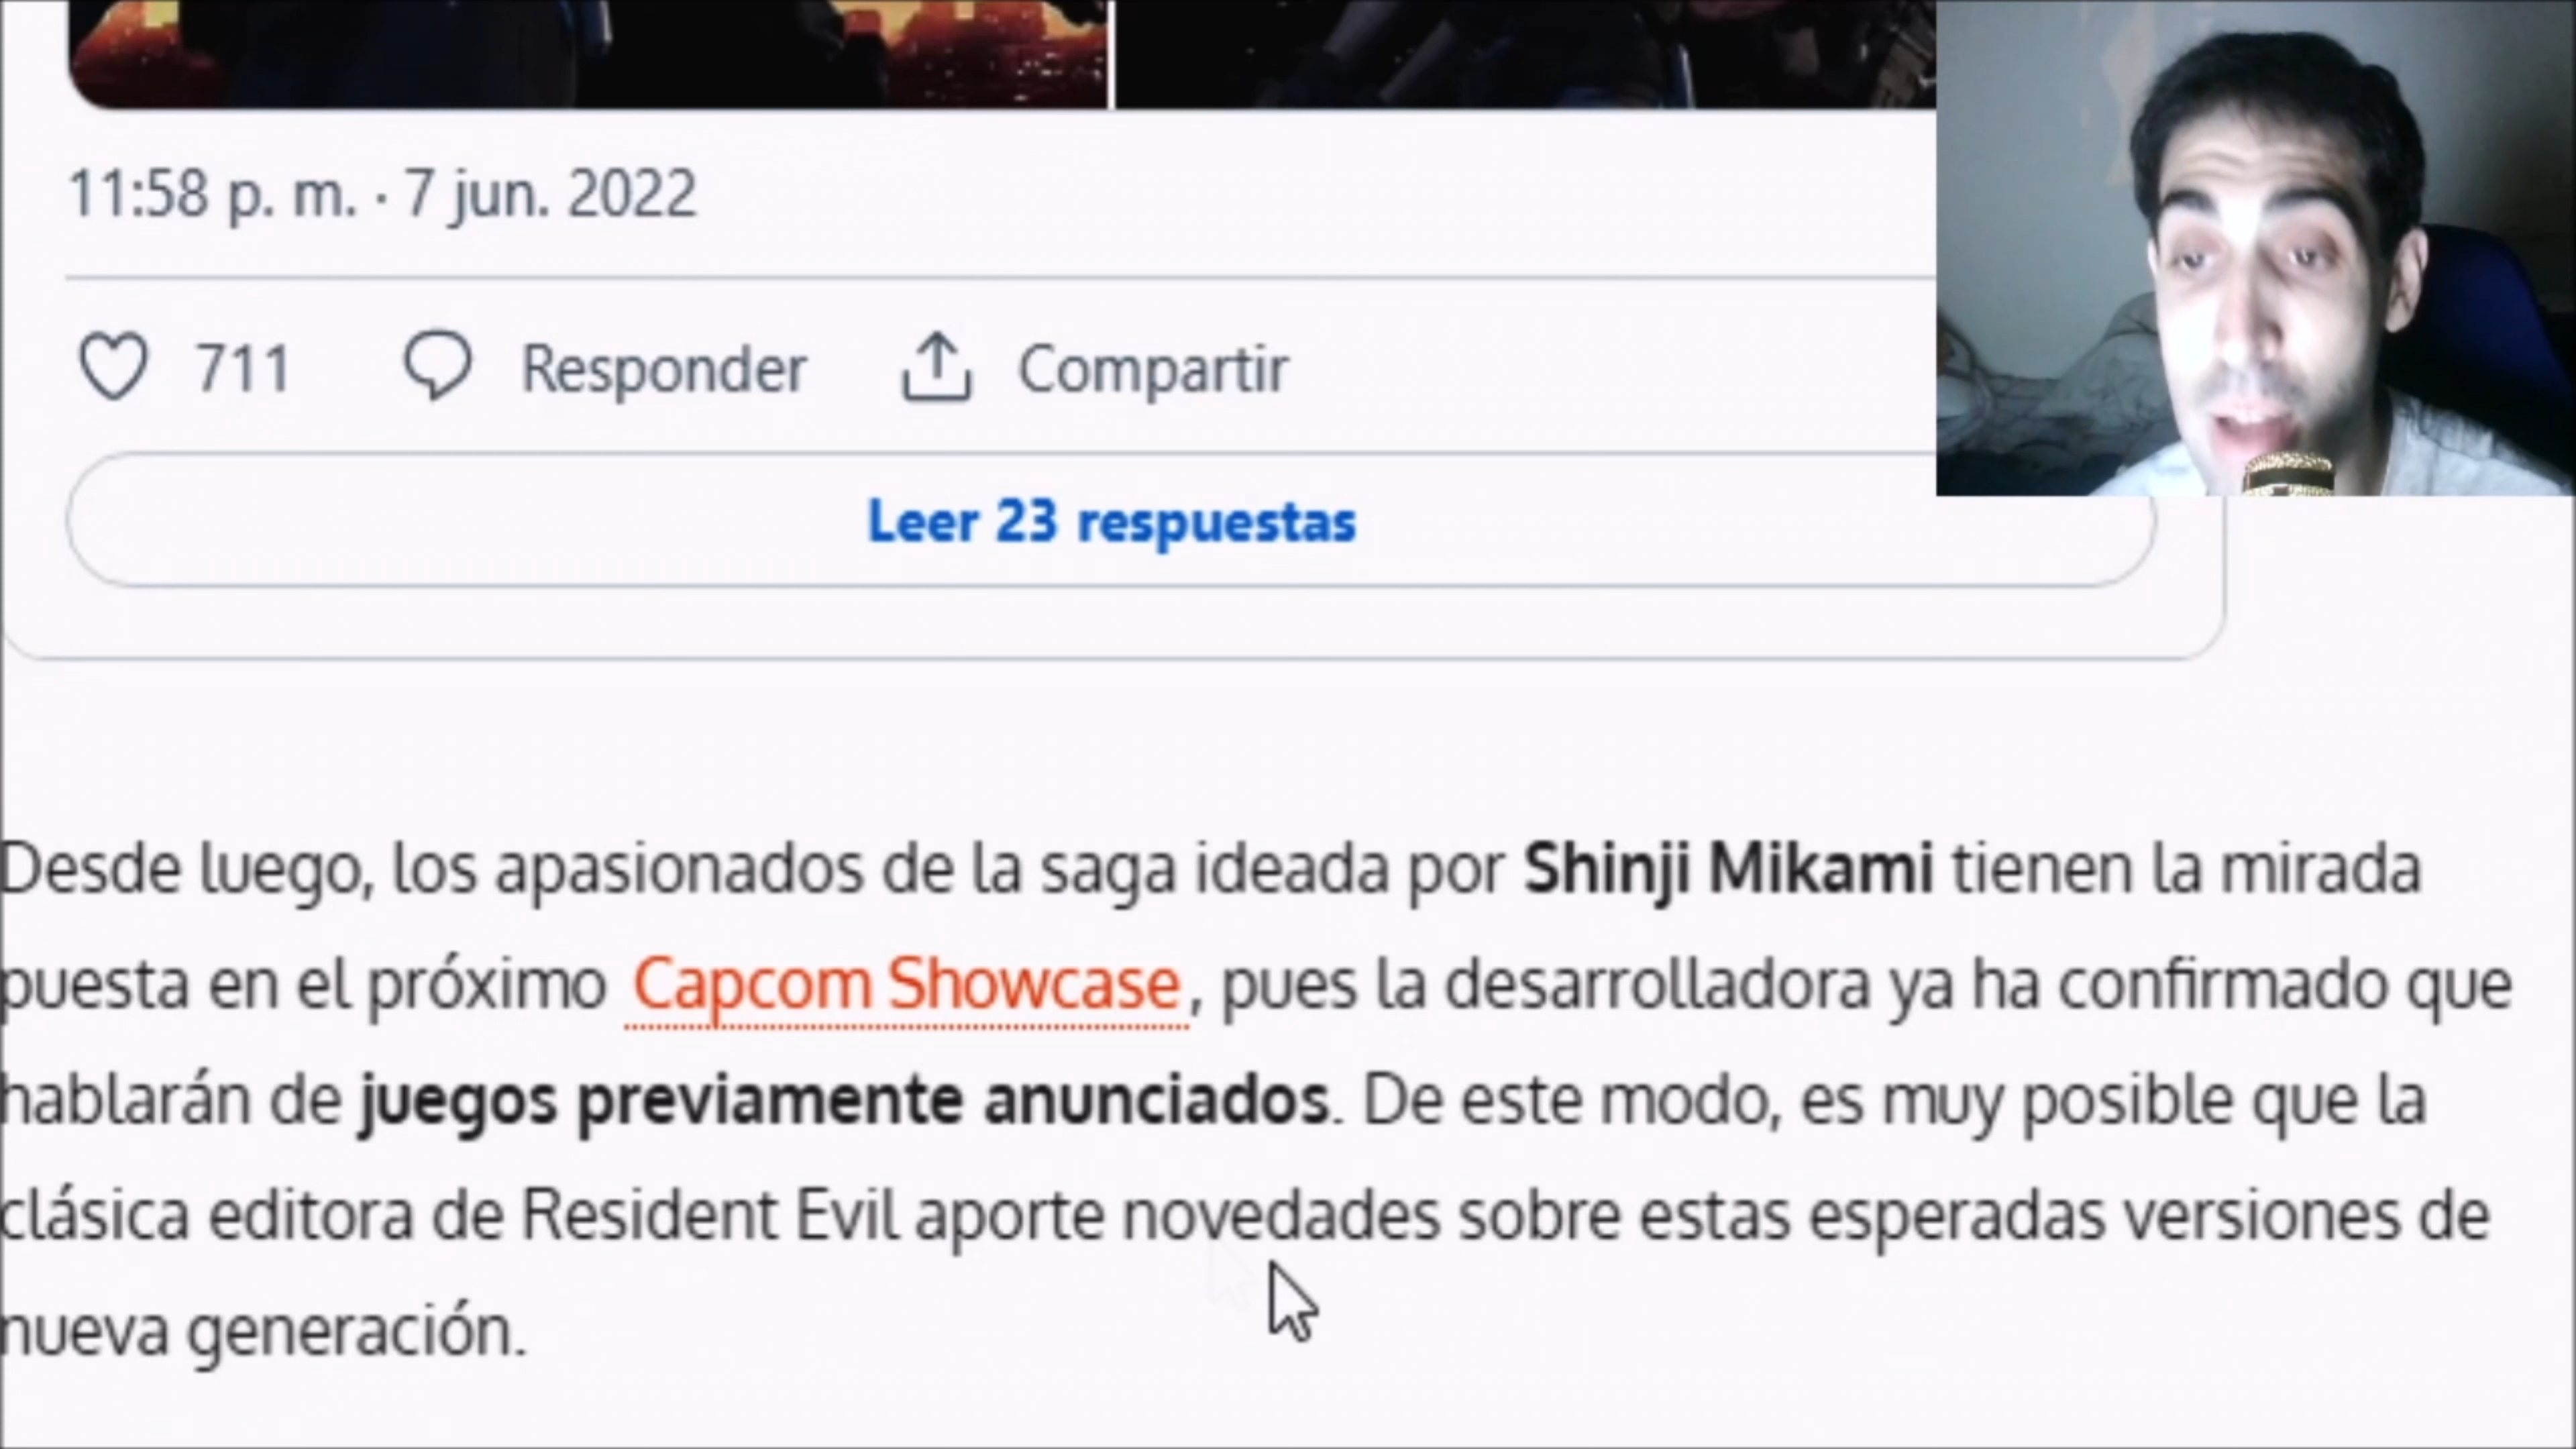 11:58 p. m. · 7 jun. 2022
711 Responder Compartir
Leer 23 respuestas
Desde luego, los apasionados de la saga ideada por Shinji Mikami tienen la mirada
puesta en el próximo Capcom Showcase, pues la desarrolladora ya ha confirmado que
hablarán de juegos previamente anunciados. De este modo, es muy posible que la
clásica editora de Resident Evil aporte novedades sobre estas esperadas versiones de
nueva generación.